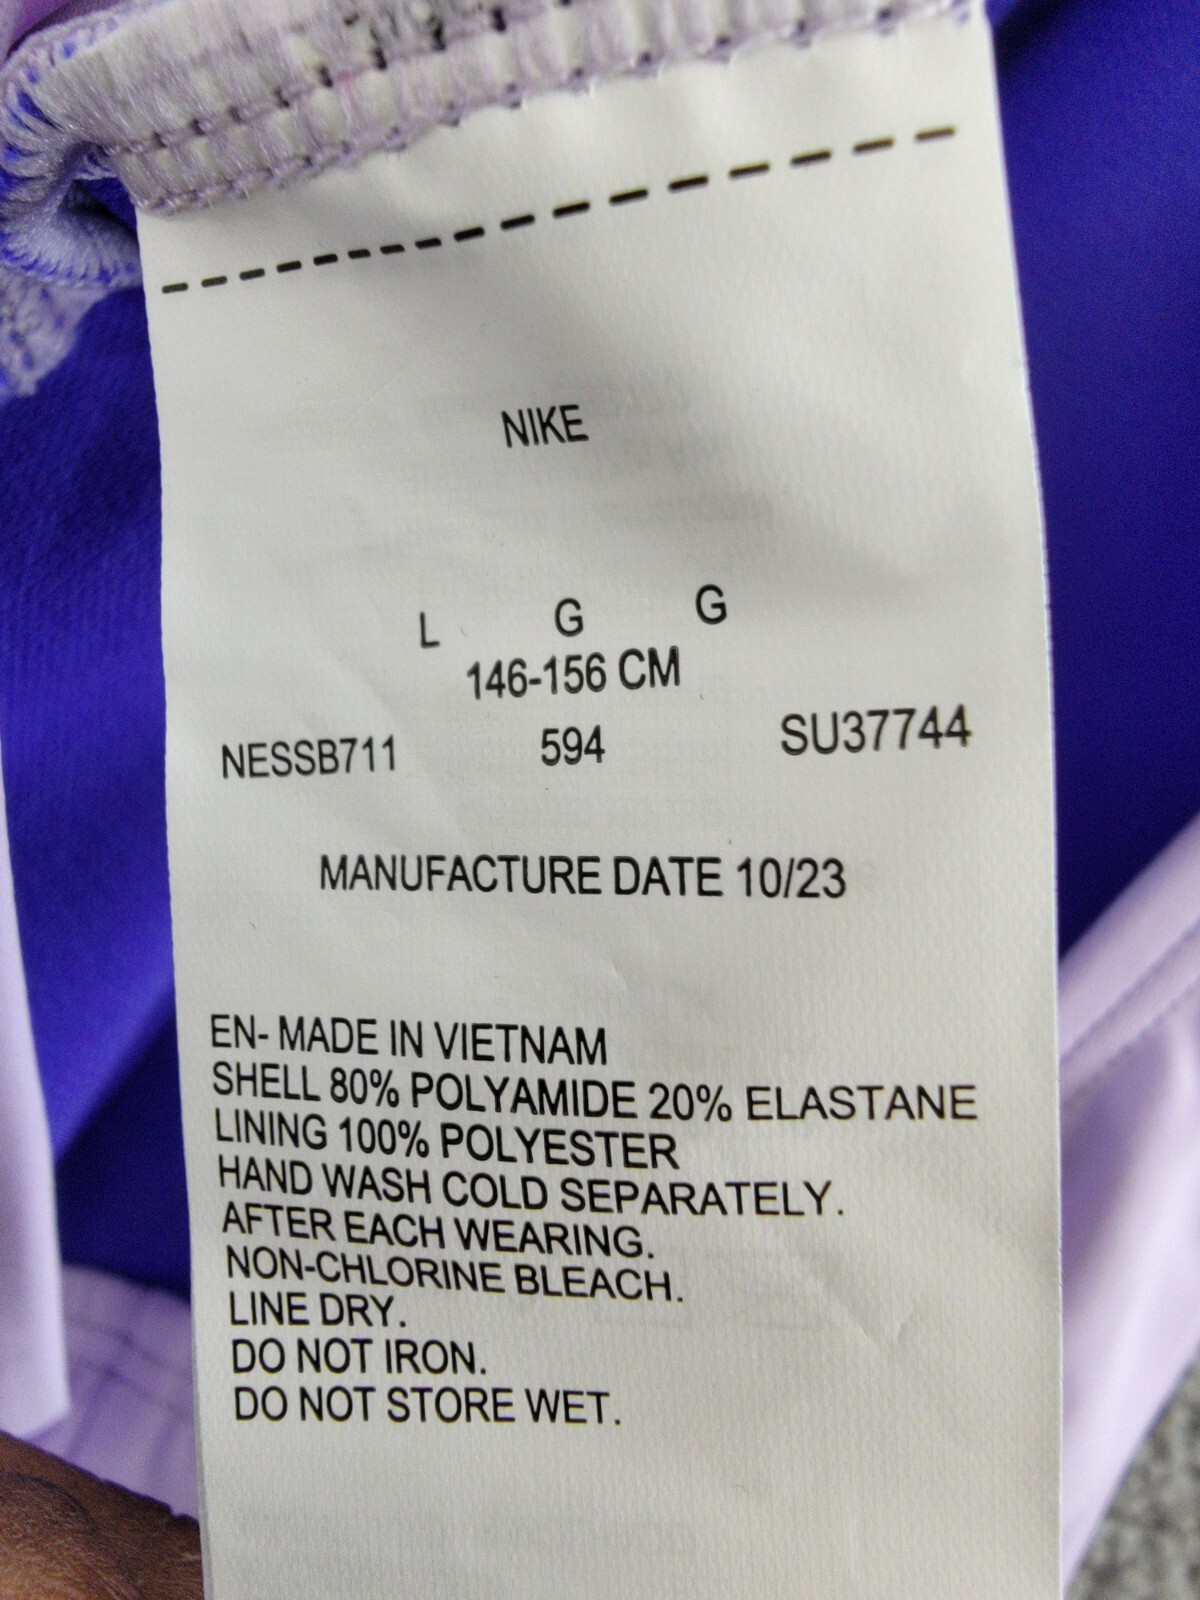 NIKE
L G G
146-156 CM
NESSB711 594 SU37744
MANUFACTURE DATE 10/23
EN- MADE IN VIETNAM
SHELL 80% POLYAMIDE 20% ELASTANE
LINING 100% POLYESTER
HAND WASH COLD SEPARATELY.
AFTER EACH WEARING.
NON-CHLORINE BLEACH.
LINE DRY.
DO NOT IRON.
DO NOT STORE WET.